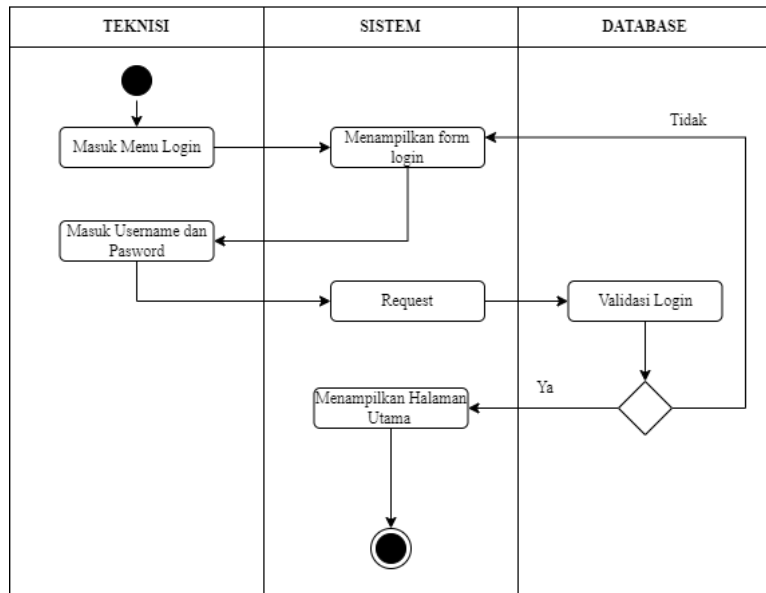 TEKNISI
SISTEM
DATABASE
Masuk Menu Login
Menampilkan form
login
Tidak
Masuk Username dan
Pasword
Request
Validasi Login
Ya
Menampilkan Halaman
Utama